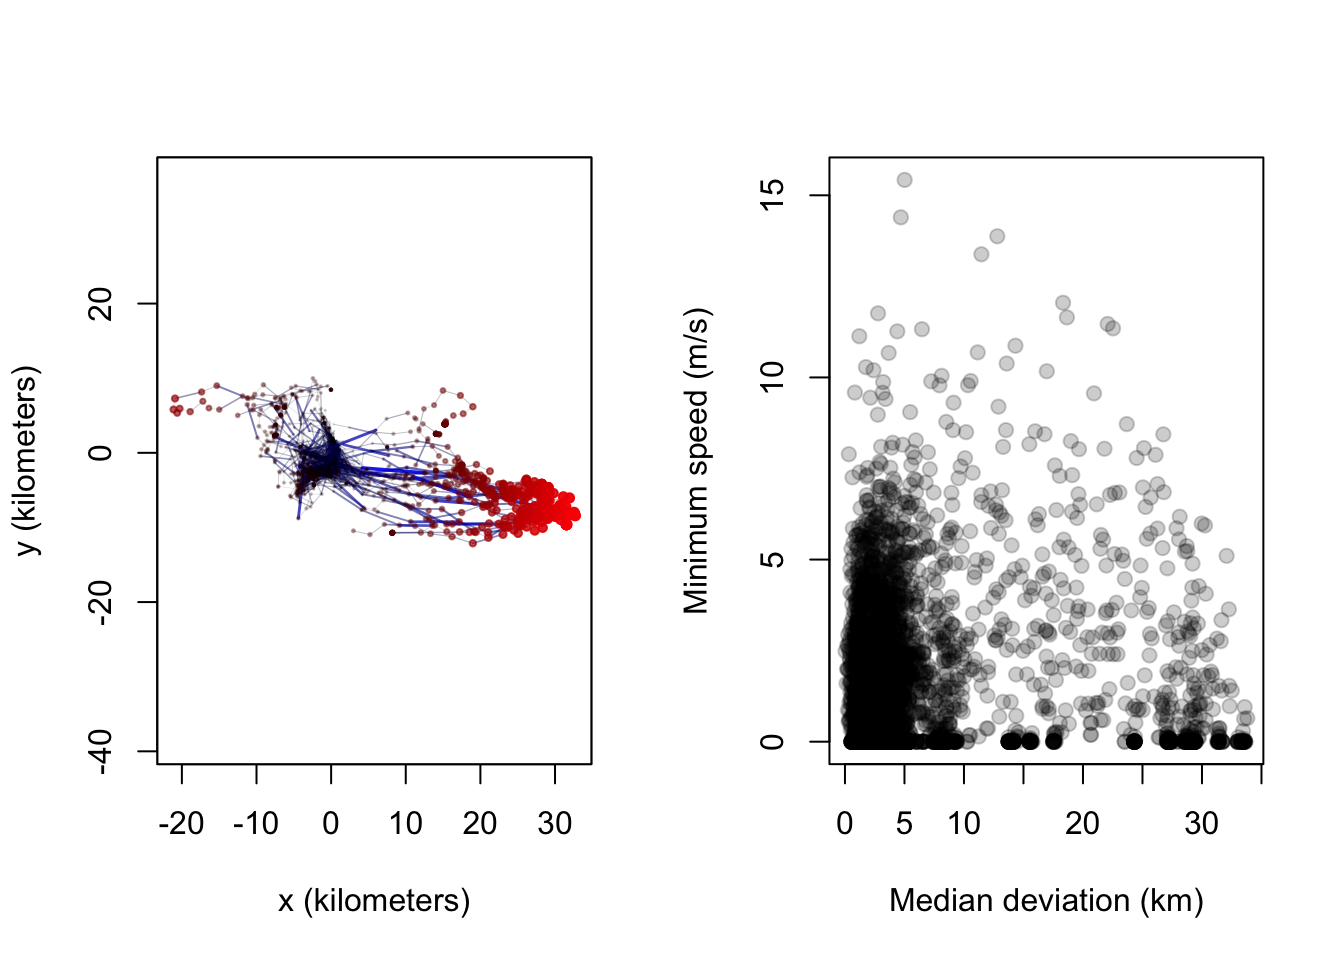 y (kilometers)
20
0
-20
-40
-20 -10 0 10 20 30
x (kilometers)
Minimum speed (m/s)
15
10
5
0
0 5 10 20 30
Median deviation (km)